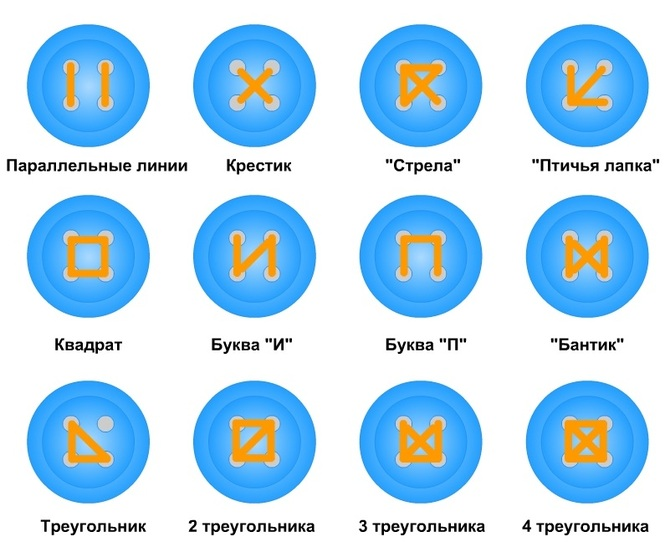 Параллельные линии
Крестик
"Стрела"
"Птичья лапка"
Квадрат
Буква "И"
Буква "П"
"Бантик"
Треугольник
2 треугольника
3 треугольника
4 треугольника